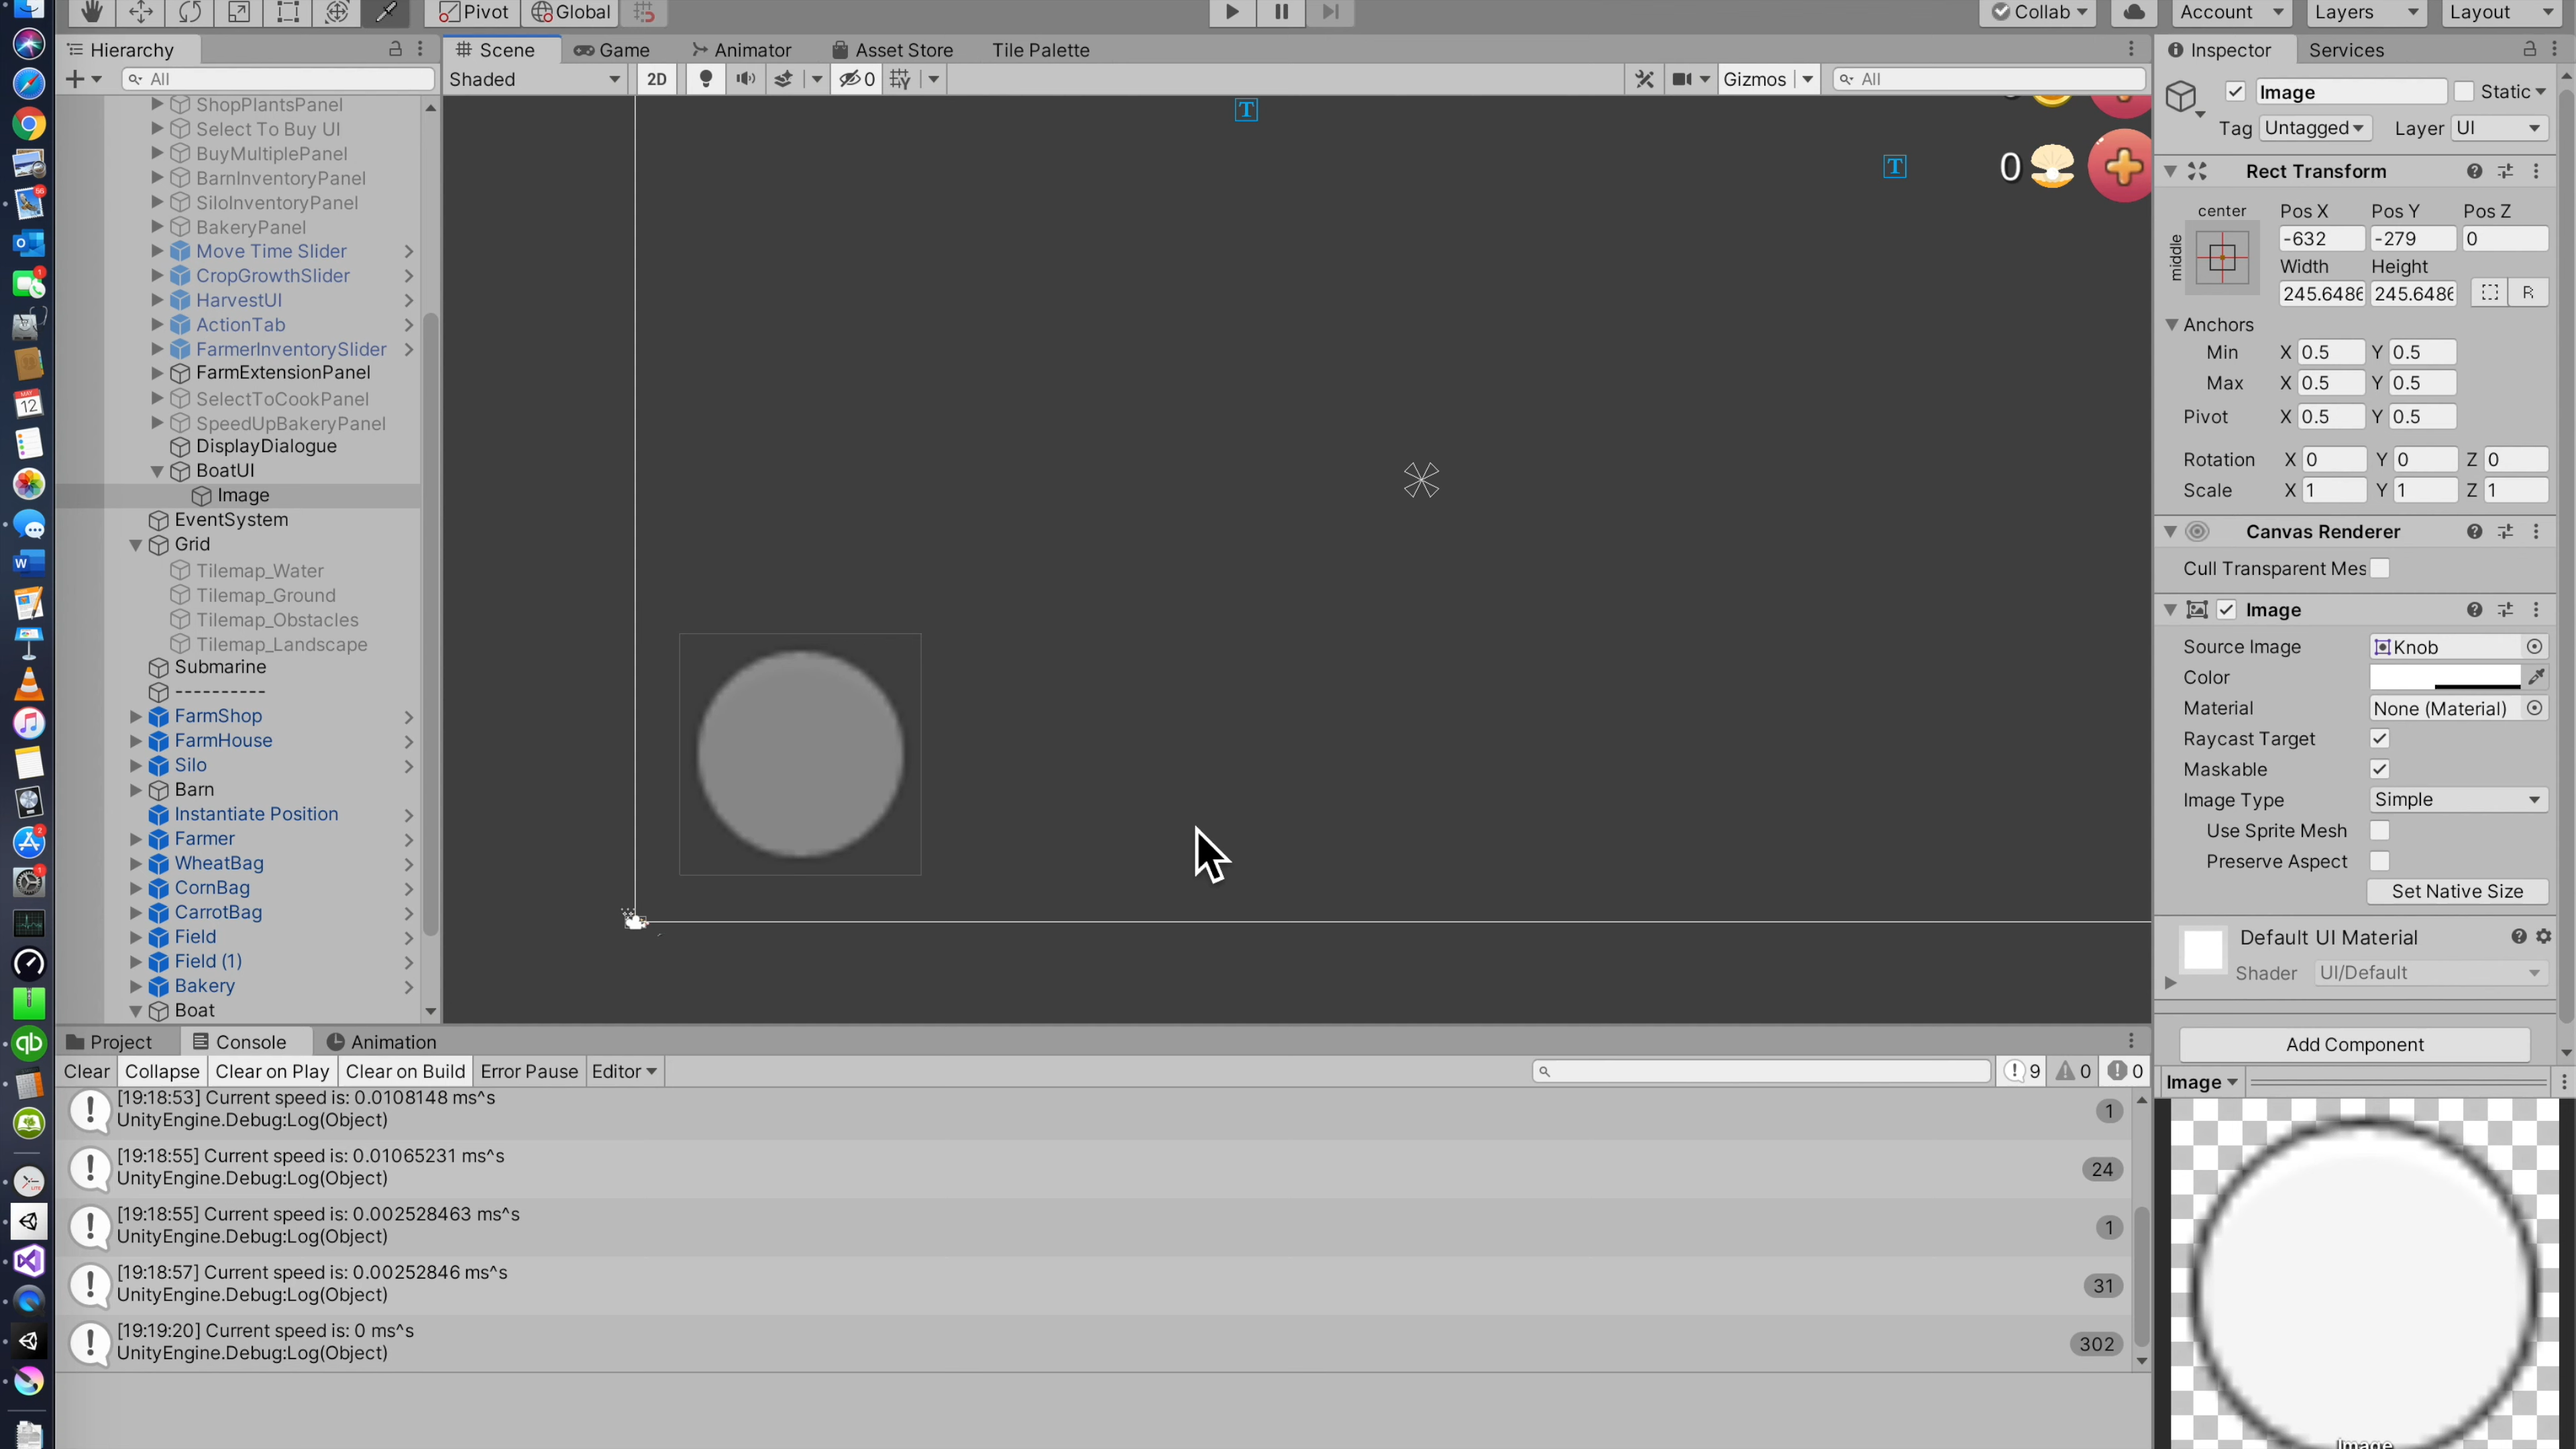 Pivot
Global
Collab
Account
Layers
Layout
Hierarchy
All
ShopPlantsPanel
Select To Buy UI
BuyMultiplePanel
BarnInventoryPanel
SiloInventoryPanel
BakeryPanel
Move Time Slider
CropGrowthSlider
HarvestUI
ActionTab
FarmerInventorySlider
FarmExtensionPanel
SelectToCookPanel
SpeedUpBakeryPanel
DisplayDialogue
BoatUI
Image
EventSystem
Grid
Tilemap_Water
Tilemap_Ground
Tilemap_Obstacles
Tilemap_Landscape
Submarine
----------
FarmShop
FarmHouse
Silo
Barn
Instantiate Position
Farmer
WheatBag
CornBag
CarrotBag
Field
Field (1)
Bakery
Boat
Scene
Game
Animator
Asset Store
Tile Palette
Shaded
2D
0
Gizmos
All
T
T
0
Inspector
Services
Image
Static
Tag Untagged
Layer UI
Rect Transform
center
middle
Pos X Pos Y Pos Z
-632 -279 0
Width Height
245.6486 245.6486
R
Anchors
Min X 0.5 Y 0.5
Max X 0.5 Y 0.5
Pivot X 0.5 Y 0.5
Rotation X 0 Y 0 Z 0
Scale X 1 Y 1 Z 1
Canvas Renderer
Cull Transparent Mes
Image
Source Image Knob
Color
Material None (Material)
Raycast Target
Maskable
Image Type Simple
Use Sprite Mesh
Preserve Aspect
Set Native Size
Default UI Material
Shader UI/Default
Add Component
Image
Image
Project
Console
Animation
Clear
Collapse
Clear on Play
Clear on Build
Error Pause
Editor
9
0
0
[19:18:53] Current speed is: 0.0108148 ms^s
UnityEngine.Debug:Log(Object)
1
[19:18:55] Current speed is: 0.01065231 ms^s
UnityEngine.Debug:Log(Object)
24
[19:18:55] Current speed is: 0.002528463 ms^s
UnityEngine.Debug:Log(Object)
1
[19:18:57] Current speed is: 0.00252846 ms^s
UnityEngine.Debug:Log(Object)
31
[19:19:20] Current speed is: 0 ms^s
UnityEngine.Debug:Log(Object)
302
12
W
qb